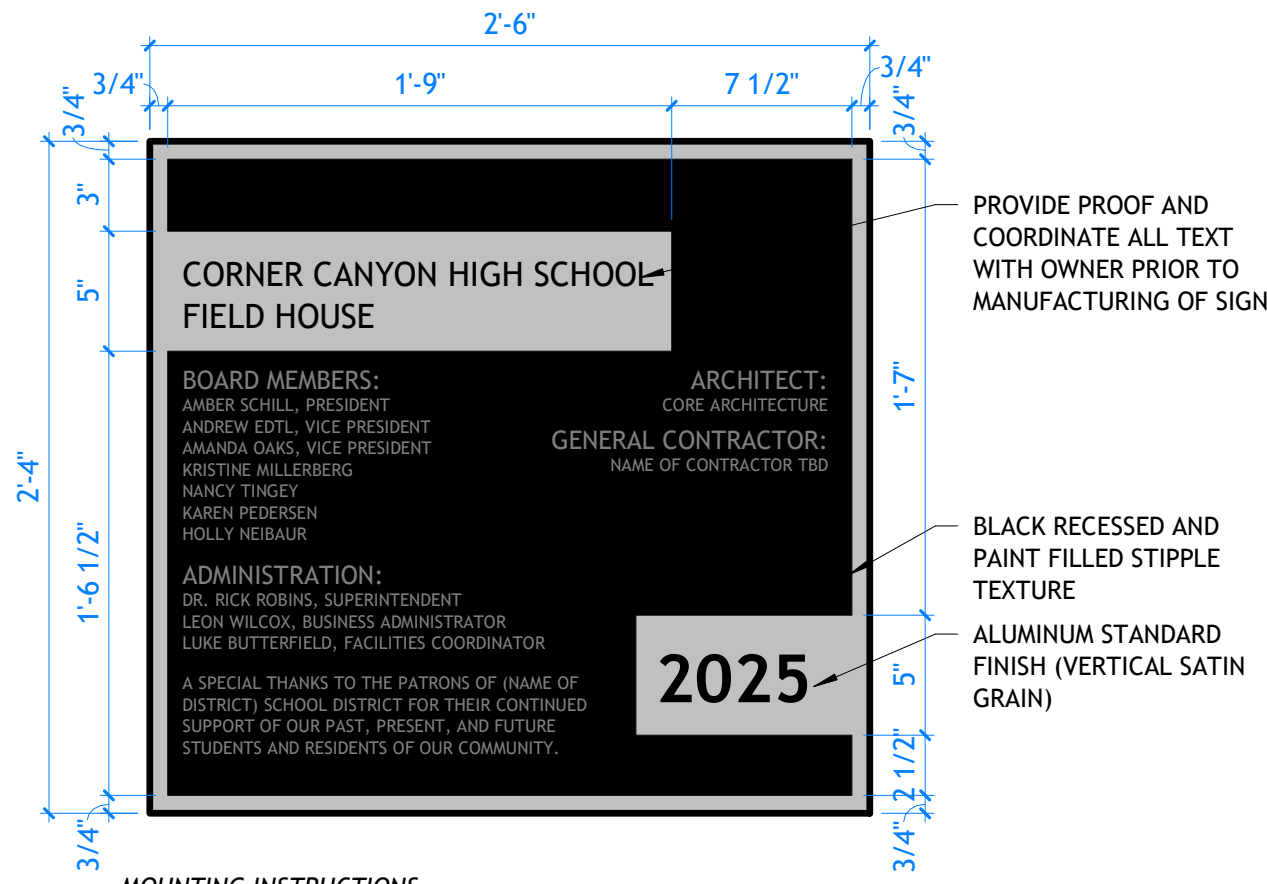 2'-6"
3/4"
1'-9"
7 1/2"
3/4"
3/4"
3/4"
3"
5"
2'-4"
1'-6 1/2"
3/4"
CORNER CANYON HIGH SCHOOL
FIELD HOUSE
BOARD MEMBERS:
AMBER SCHILL, PRESIDENT
ANDREW EDTL, VICE PRESIDENT
AMANDA OAKS, VICE PRESIDENT
KRISTINE MILLERBERG
NANCY TINGEY
KAREN PEDERSEN
HOLLY NEIBAUR
ADMINISTRATION:
DR. RICK ROBINS, SUPERINTENDENT
LEON WILCOX, BUSINESS ADMINISTRATOR
LUKE BUTTERFIELD, FACILITIES COORDINATOR
A SPECIAL THANKS TO THE PATRONS OF (NAME OF
DISTRICT) SCHOOL DISTRICT FOR THEIR CONTINUED
SUPPORT OF OUR PAST, PRESENT, AND FUTURE
STUDENTS AND RESIDENTS OF OUR COMMUNITY.
ARCHITECT:
CORE ARCHITECTURE
GENERAL CONTRACTOR:
NAME OF CONTRACTOR TBD
2025
1'-7"
5"
2 1/2"
3/4"
PROVIDE PROOF AND
COORDINATE ALL TEXT
WITH OWNER PRIOR TO
MANUFACTURING OF SIGN
BLACK RECESSED AND
PAINT FILLED STIPPLE
TEXTURE
ALUMINUM STANDARD
FINISH (VERTICAL SATIN
GRAIN)
MOUNTING INSTRUCTIONS